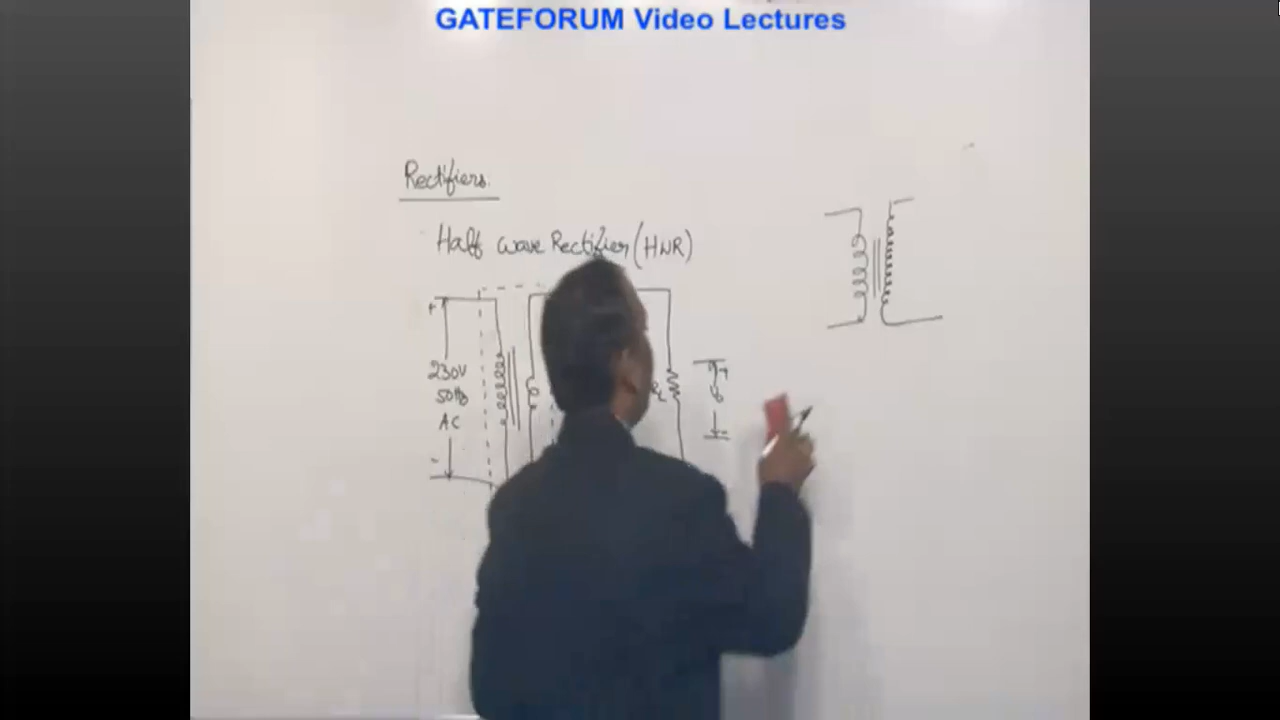 GATEFORUM Video Lectures
Rectifiers
Half wave Rectifier (HWR)
+
230V
50Hz
AC
-
+
-